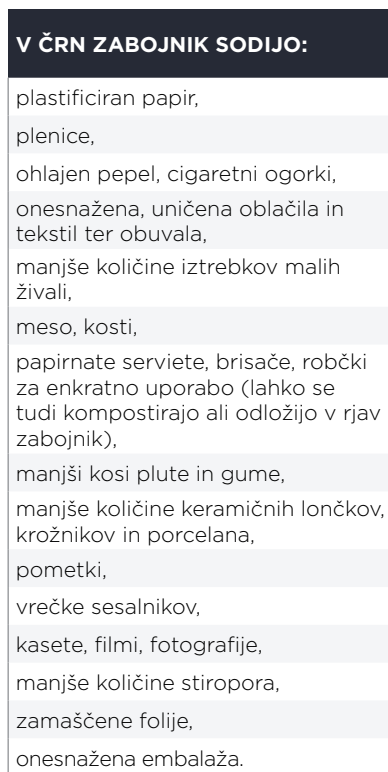 V ČRN ZABOJNIK SODIJO:
plastificiran papir,
plenice,
ohlajen pepel, cigaretni ogorki,
onesnažena, uničena oblačila in
tekstil ter obuvala,
manjše količine iztrebkov malih
živali,
meso, kosti,
papirnate serviete, brisače, robčki
za enkratno uporabo (lahko se
tudi kompostirajo ali odložijo v rjav
zabojnik),
manjši kosi plute in gume,
manjše količine keramičnih lončkov,
krožnikov in porcelana,
pometki,
vrečke sesalnikov,
kasete, filmi, fotografije,
manjše količine stiropora,
zamaščene folije,
onesnažena embalaža.